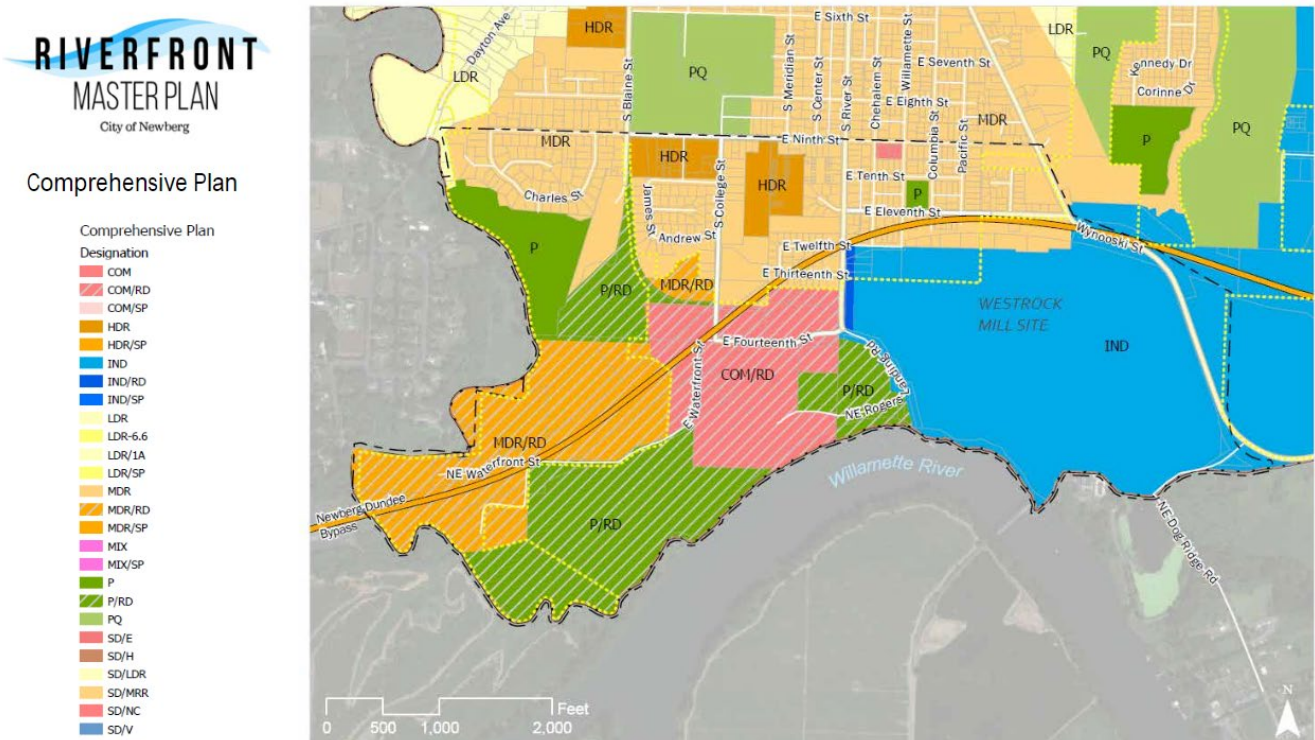 RIVERFRONT
MASTER PLAN
City of Newberg
Comprehensive Plan
Comprehensive Plan
Designation
COM
COM/RD
COM/SP
HDR
HDR/SP
IND
IND/RD
IND/SP
LDR
LDR-6.6
LDR/1A
LDR/SP
MDR
MDR/RD
MDR/SP
MIX
MIX/SP
P
P/RD
PQ
SD/E
SD/H
SD/LDR
SD/MRR
SD/NC
SD/V
E Sixth St
HDR
Dayton Ave
LDR
PQ
S Blaine St
S Meridian St
S Center St
S River St
Chehalem St
Willamette St
E Seventh St
E Eighth St
LDR
PQ
Kennedy Dr
Corinne Dr
PQ
MDR
P
E Ninth St
MDR
HDR
HDR
Columbia St
Pacific St
E Tenth St
P
Charles St
James St
S College St
E Eleventh St
P
Andrew St
E Twelfth St
Wynooski St
E Thirteenth St
P/RD
MDR/RD
WESTROCK
MILL SITE
IND
E Fourteenth St
E Waterfront St
COM/RD
P/RD
Landing Rd
NE Rogers
MDR/RD
NE Waterfront St
Willamette River
Newberg Dundee
Bypass
P/RD
NE Dog Ridge Rd
Feet
0 500 1,000 2,000
N